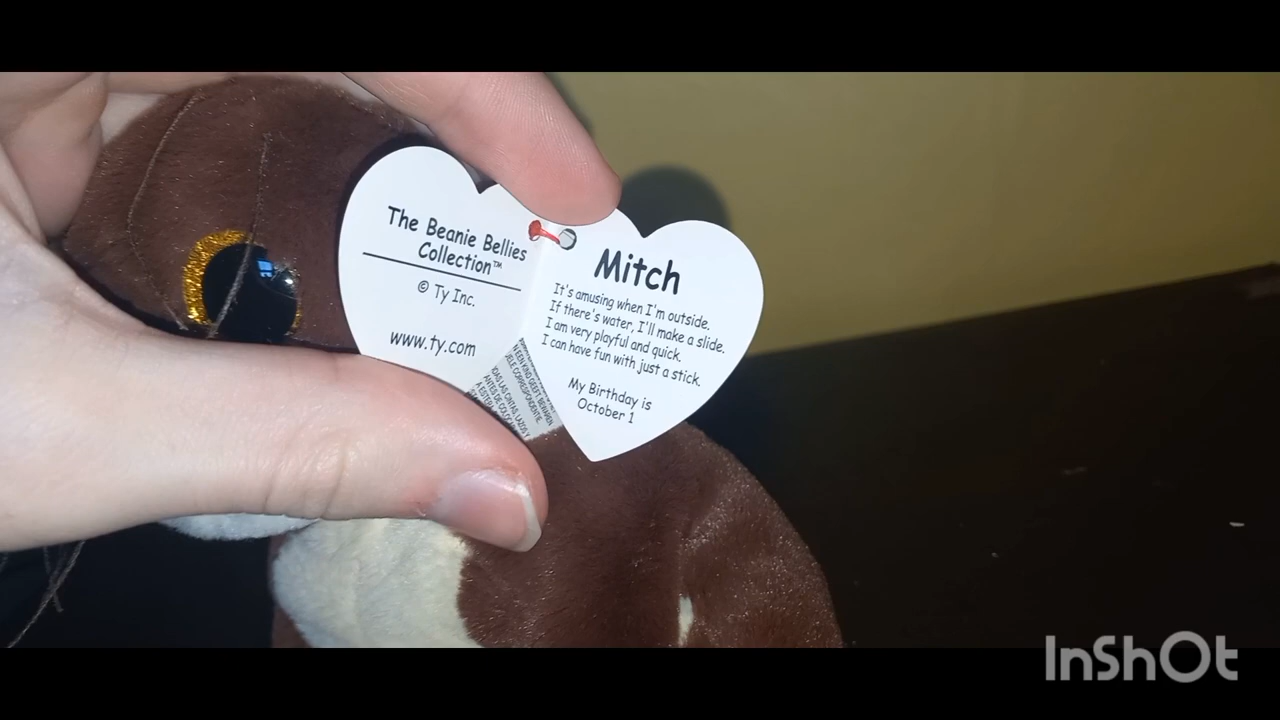 The Beanie Bellies
Collection™
© Ty Inc.
www.ty.com
Mitch
It's amusing when I'm outside.
If there's water, I'll make a slide.
I am very playful and quick.
I can have fun with just a stick.
My Birthday is
October 1
InShOt